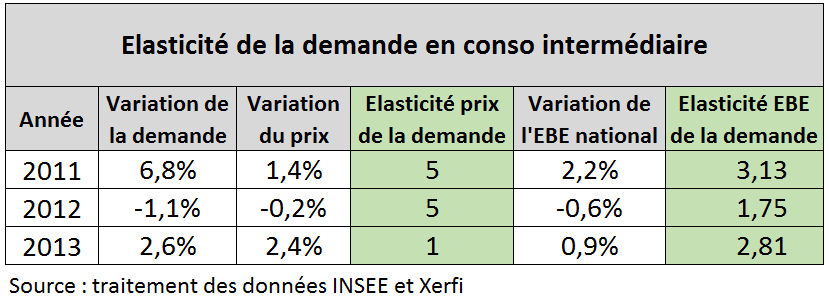 Elasticité de la demande en conso intermédiaire
Année Variation de la demande Variation du prix Elasticité prix de la demande Variation de l'EBE national Elasticité EBE de la demande
2011 6,8% 1,4% 5 2,2% 3,13
2012 -1,1% -0,2% 5 -0,6% 1,75
2013 2,6% 2,4% 1 0,9% 2,81
Source : traitement des données INSEE et Xerfi